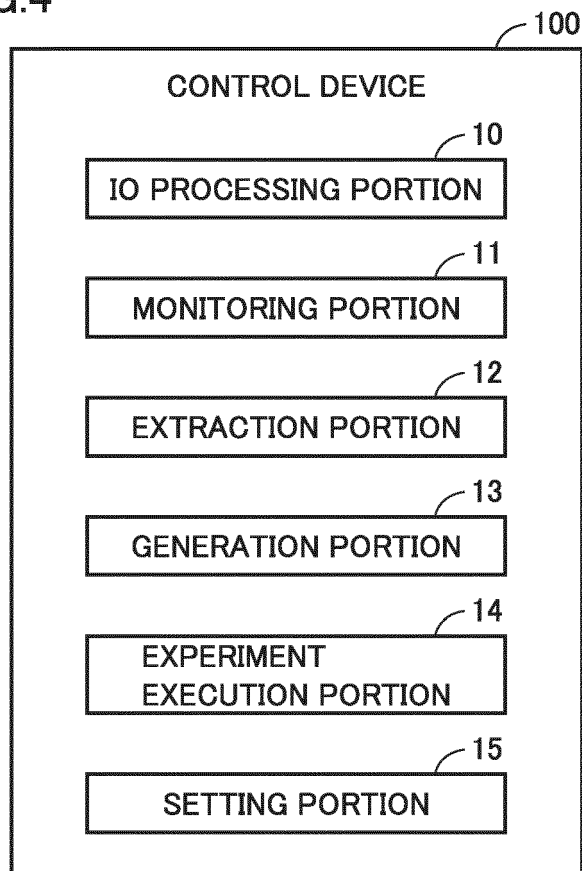 100
CONTROL DEVICE
10
IO PROCESSING PORTION
11
MONITORING PORTION
12
EXTRACTION PORTION
13
GENERATION PORTION
14
EXPERIMENT
EXECUTION PORTION
15
SETTING PORTION